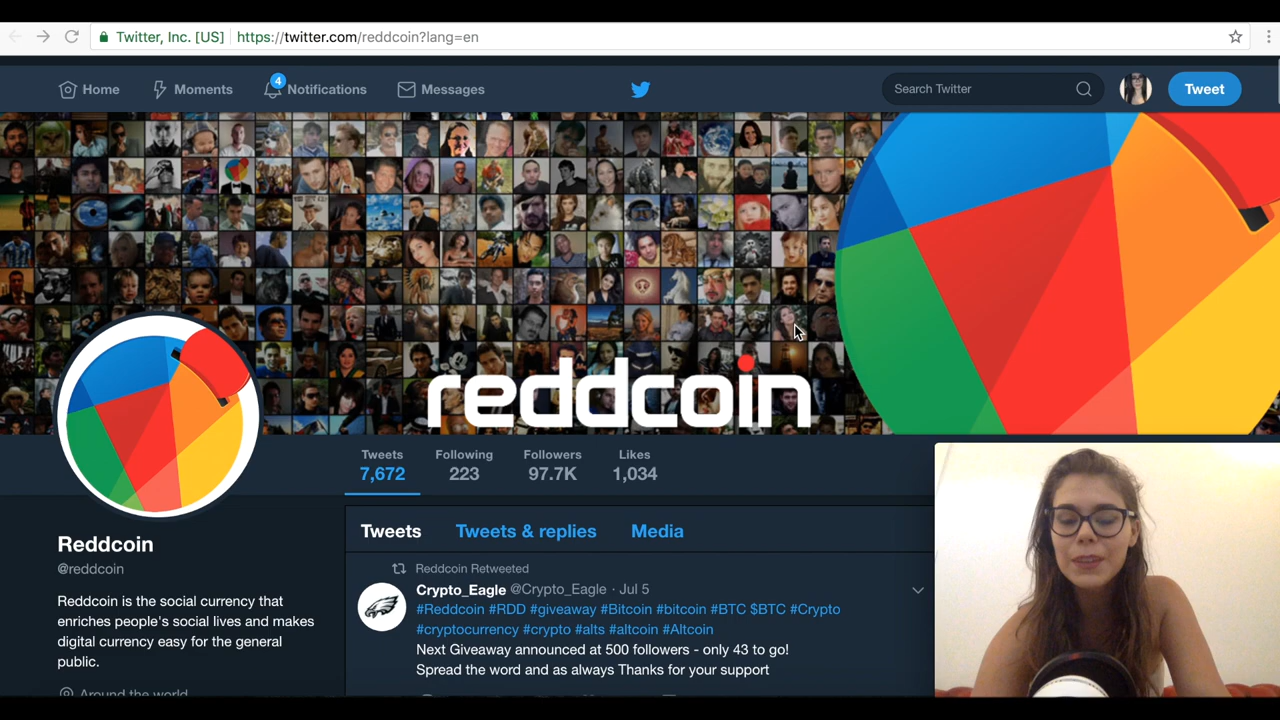 Twitter, Inc. [US] https://twitter.com/reddcoin?lang=en
Home Moments 4 Notifications Messages Search Twitter Tweet
reddcoin
Tweets Following Followers Likes
7,672 223 97.7K 1,034
Reddcoin
@reddcoin
Reddcoin is the social currency that
enriches people's social lives and makes
digital currency easy for the general
public.
Around the world
Tweets Tweets & replies Media
Reddcoin Retweeted
Crypto_Eagle @Crypto_Eagle · Jul 5
#Reddcoin #RDD #giveaway #Bitcoin #bitcoin #BTC $BTC #Crypto
#cryptocurrency #crypto #alts #altcoin #Altcoin
Next Giveaway announced at 500 followers - only 43 to go!
Spread the word and as always Thanks for your support